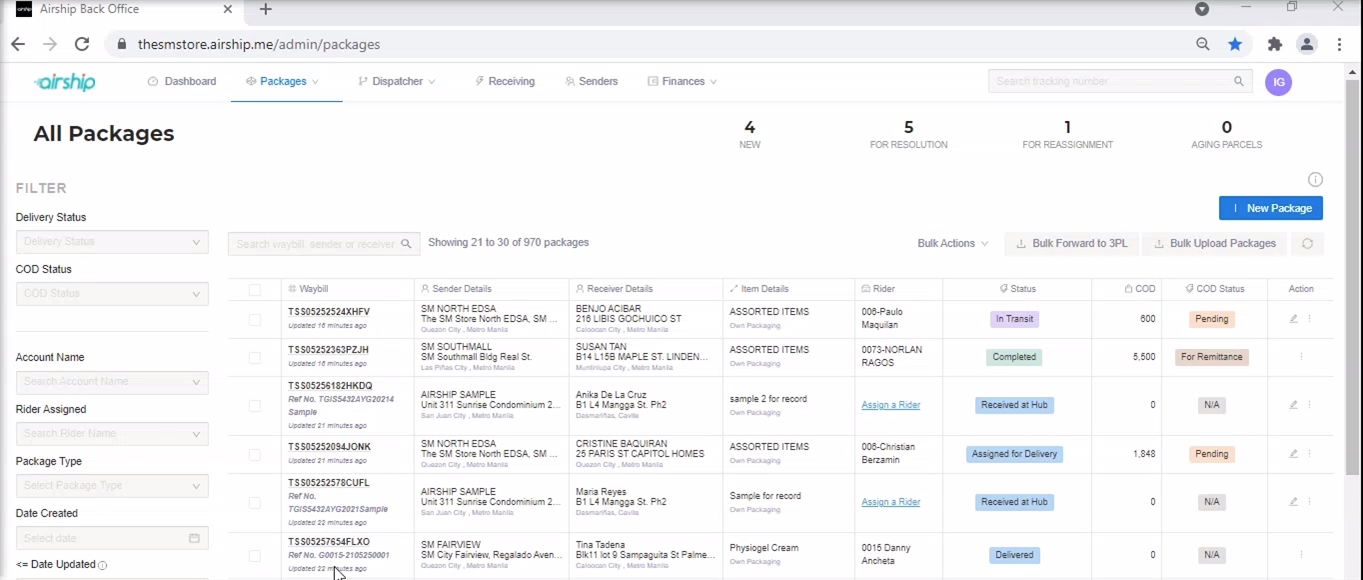 Airship Back Office
thesmstore.airship.me/admin/packages
airship
Dashboard
Packages
Dispatcher
Receiving
Senders
Finances
Search tracking number
IG
All Packages
4
NEW
5
FOR RESOLUTION
1
FOR REASSIGNMENT
0
AGING PARCELS
FILTER
New Package
Delivery Status
Delivery Status
COD Status
COD Status
Account Name
Search Account Name
Rider Assigned
Search Rider Name
Package Type
Select Package Type
Date Created
Select date
<= Date Updated
Search waybill, sender or receiver
Showing 21 to 30 of 970 packages
Bulk Actions
Bulk Forward to 3PL
Bulk Upload Packages
# Waybill
Sender Details
Receiver Details
Item Details
Rider
Status
COD
COD Status
Action
TSS05252524XHFV
Updated 16 minutes ago
SM NORTH EDSA
The SM Store North EDSA, SM ...
Quezon City , Metro Manila
BENJO ACIBAR
216 LIBIS GOCHUICO ST
Caloocan City , Metro Manila
ASSORTED ITEMS
Own Packaging
006-Paulo
Maquilan
In Transit
600
Pending
TSS05252363PZJH
Updated 16 minutes ago
SM SOUTHMALL
SM Southmall Bldg Real St.
Las Piñas City , Metro Manila
SUSAN TAN
B14 L15B MAPLE ST. LINDEN...
Muntinlupa City , Metro Manila
ASSORTED ITEMS
Own Packaging
0073-NORLAN
RAGOS
Completed
5,500
For Remittance
TSS05256182HKDQ
Ref No. TGIS5432AYG20214
Sample
Updated 21 minutes ago
AIRSHIP SAMPLE
Unit 311 Sunrise Condominium 2...
San Juan City , Metro Manila
Anika De La Cruz
B1 L4 Mangga St. Ph2
Dasmariñas, Cavite
sample 2 for record
Own Packaging
Assign a Rider
Received at Hub
0
N/A
TSS05252094JONK
Updated 21 minutes ago
SM NORTH EDSA
The SM Store North EDSA, SM ...
Quezon City , Metro Manila
CRISTINE BAQUIRAN
25 PARIS ST CAPITOL HOMES
Quezon City , Metro Manila
ASSORTED ITEMS
Own Packaging
006-Christian
Berzamin
Assigned for Delivery
1,848
Pending
TSS05252578CUFL
Ref No.
TGIS5432AYG2021Sample
Updated 22 minutes ago
AIRSHIP SAMPLE
Unit 311 Sunrise Condominium 2...
San Juan City , Metro Manila
Maria Reyes
B1 L4 Mangga St. Ph2
Dasmariñas, Cavite
Sample for record
Own Packaging
Assign a Rider
Received at Hub
0
N/A
TSS05257654FLXO
Ref No. G0015-2105250001
Updated 22 minutes ago
SM FAIRVIEW
SM City Fairview, Regalado Aven...
Quezon City , Metro Manila
Tina Tadena
Blk11 lot 9 Sampaguita St Palme...
Caloocan City , Metro Manila
Physiogel Cream
Own Packaging
0015 Danny
Ancheta
Delivered
0
N/A